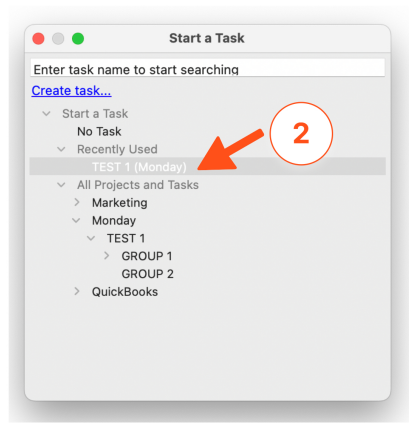 Start a Task
Enter task name to start searching
Create task...
Start a Task
No Task
2
Recently Used
TEST 1 (Monday)
All Projects and Tasks
Marketing
Monday
TEST 1
GROUP 1
GROUP 2
QuickBooks